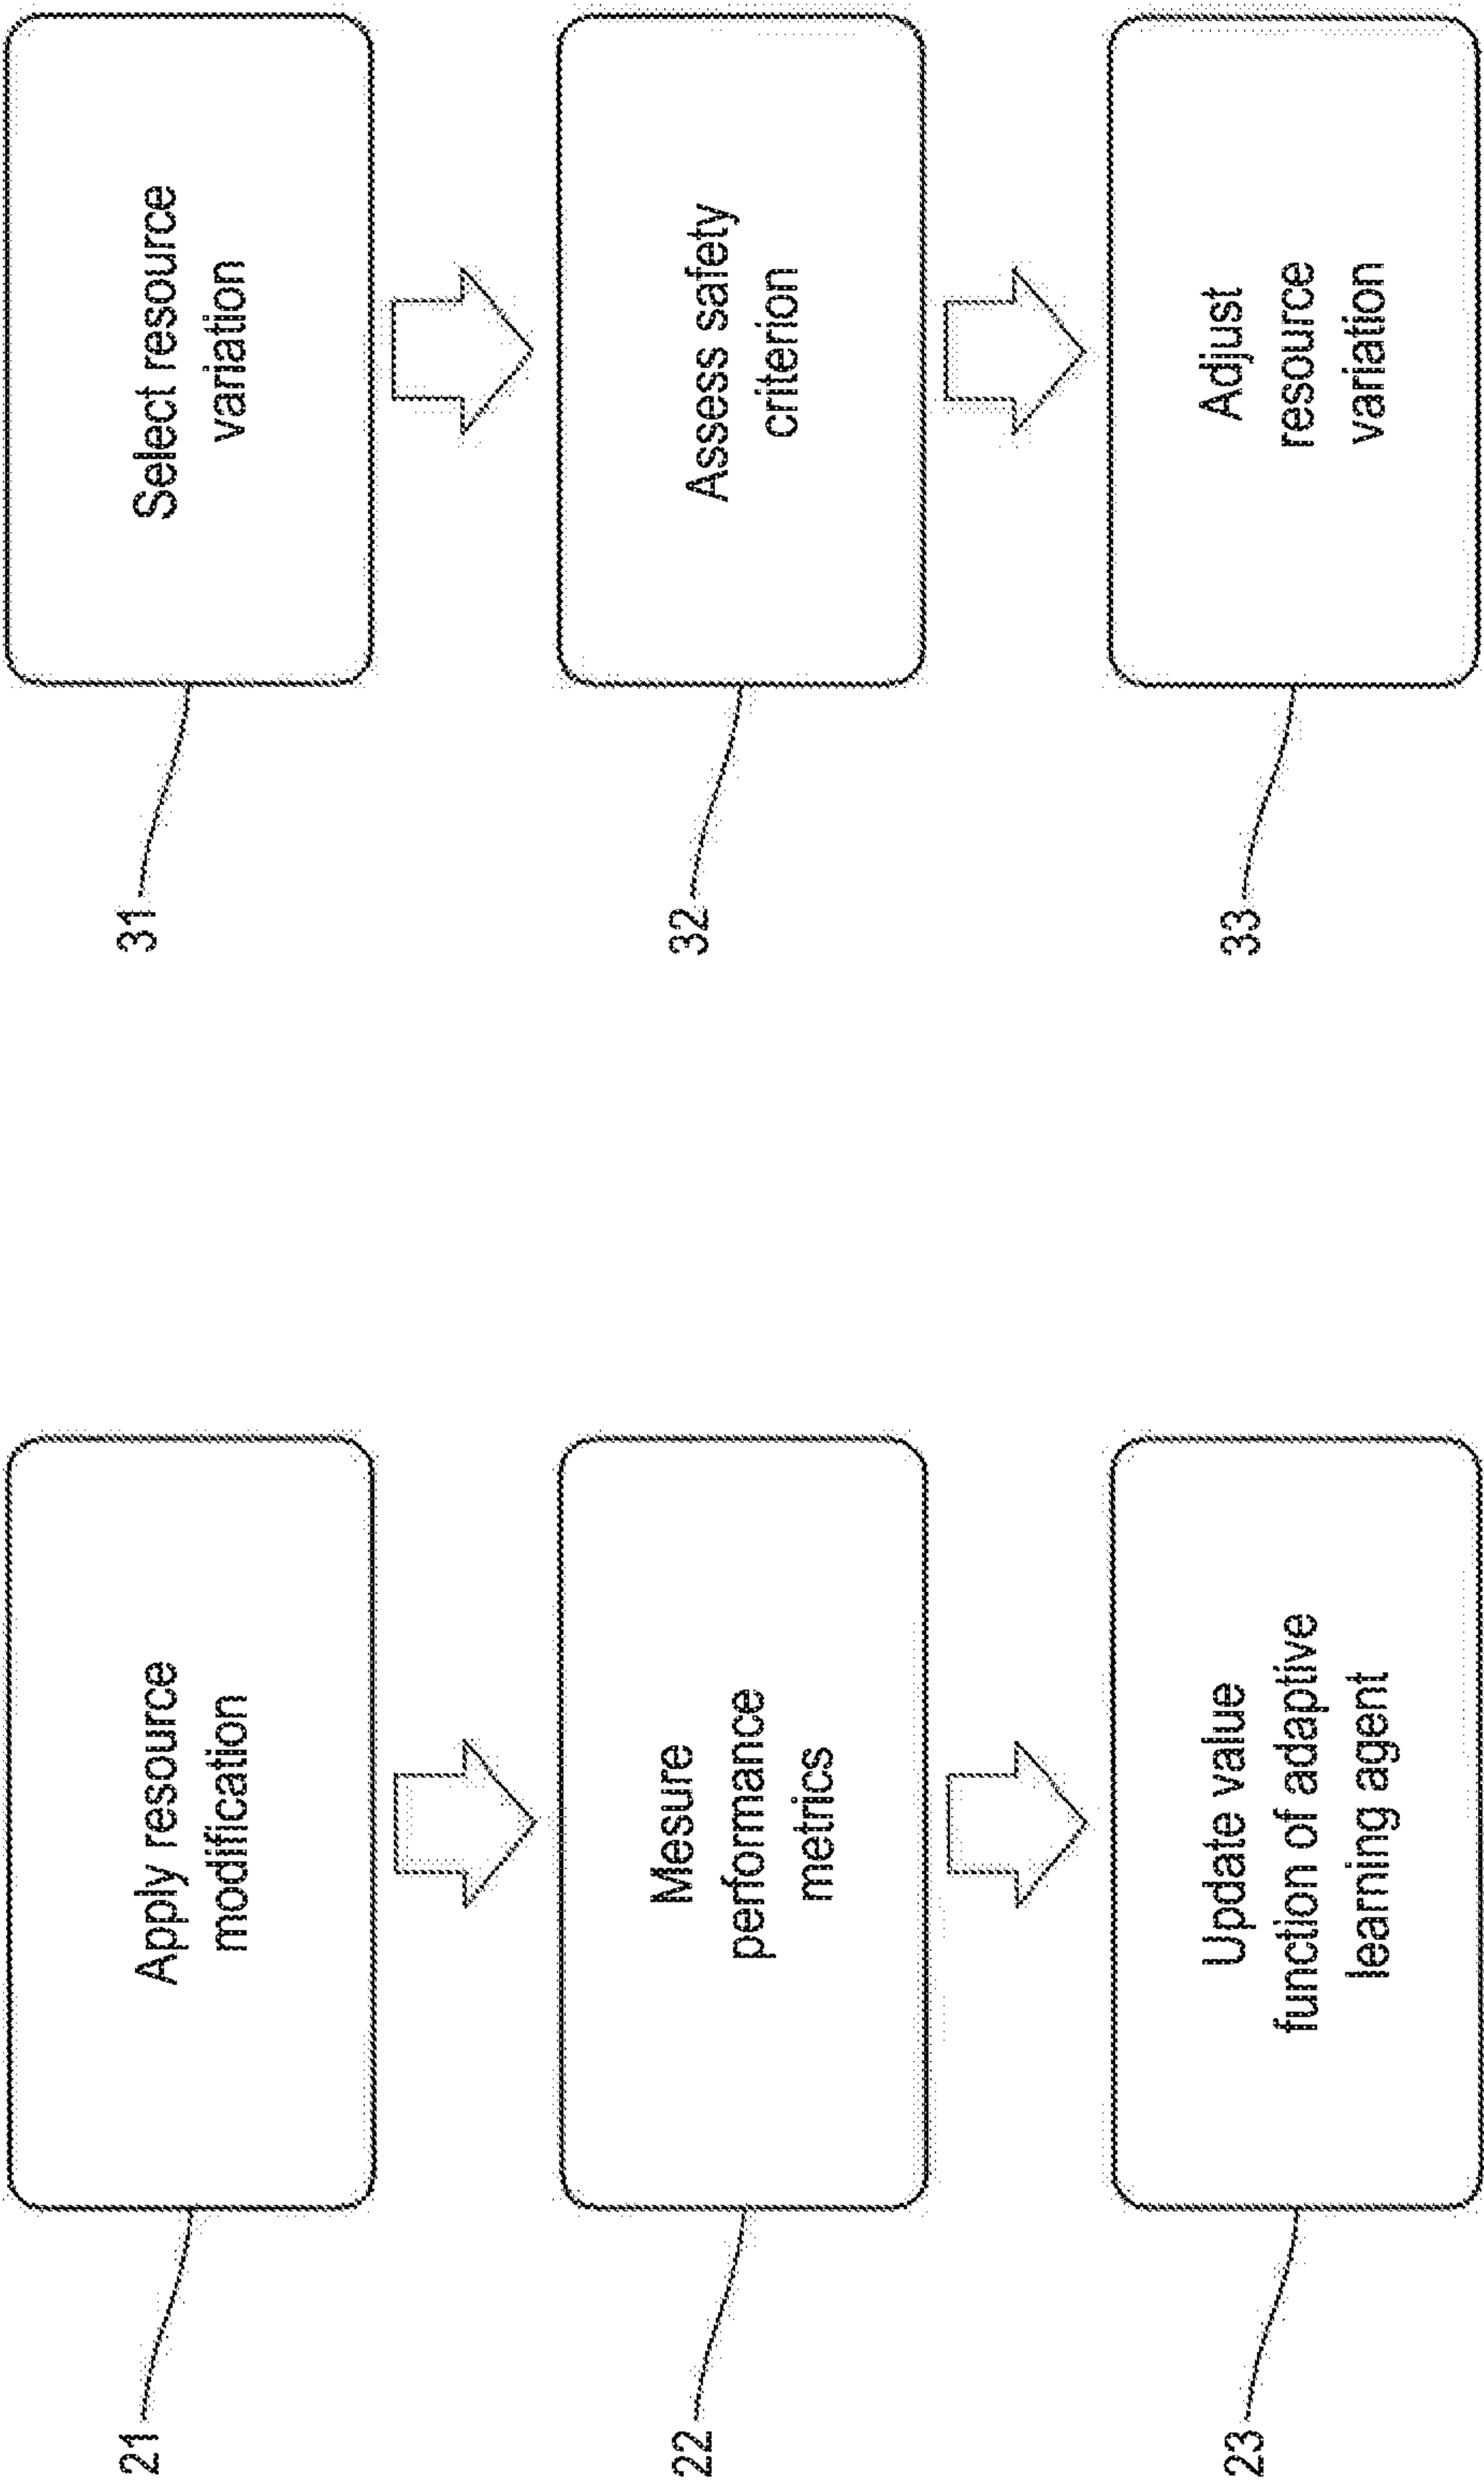 21
Apply resource
modification
22
Mesure
performance
metrics
23
Update value
function of adaptive
learning agent
31
Select resource
variation
32
Assess safety
criterion
33
Adjust
resource
variation